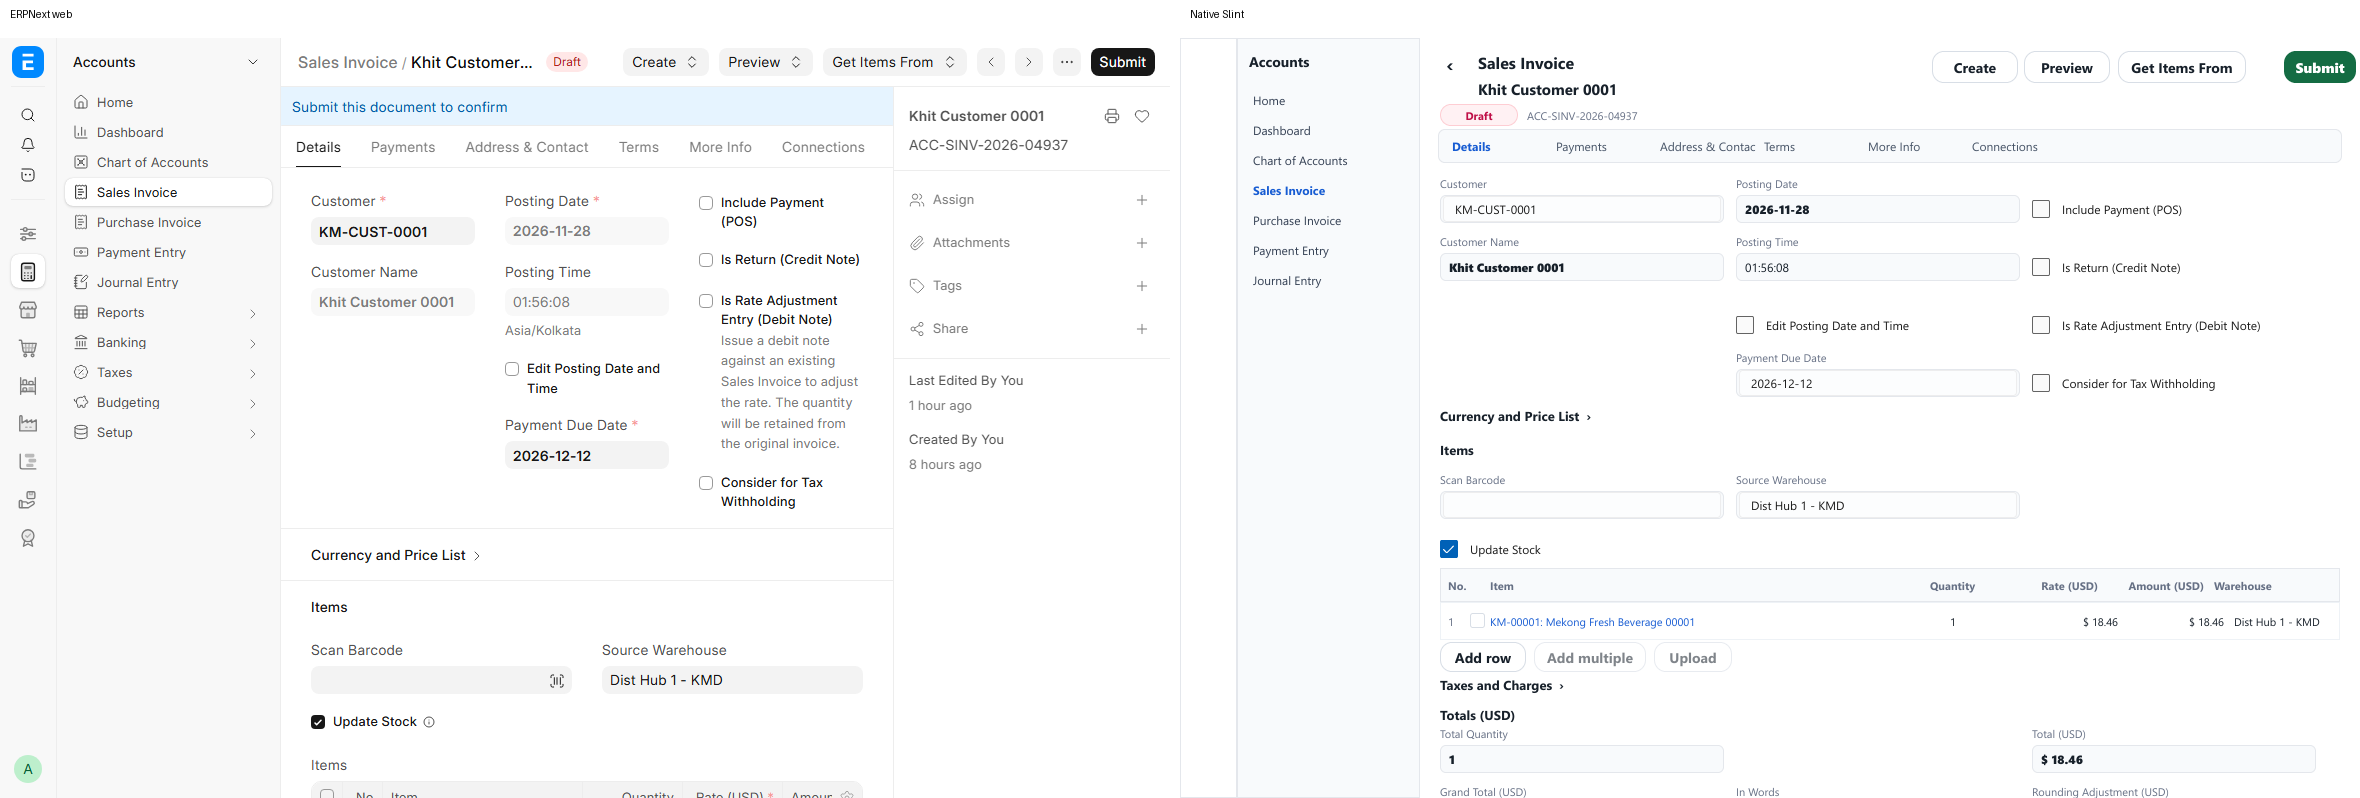 ERPNext web
E
Accounts
Home
Dashboard
Chart of Accounts
Sales Invoice
Purchase Invoice
Payment Entry
Journal Entry
Reports
Banking
Taxes
Budgeting
Setup
A
Sales Invoice / Khit Customer... Draft Create Preview Get Items From ... Submit
Submit this document to confirm
Details Payments Address & Contact Terms More Info Connections
Customer *
KM-CUST-0001
Customer Name
Khit Customer 0001
Posting Date *
2026-11-28
Posting Time
01:56:08
Asia/Kolkata
Edit Posting Date and
Time
Payment Due Date *
2026-12-12
Include Payment
(POS)
Is Return (Credit Note)
Is Rate Adjustment
Entry (Debit Note)
Issue a debit note
against an existing
Sales Invoice to adjust
the rate. The quantity
will be retained from
the original invoice.
Consider for Tax
Withholding
Currency and Price List
Items
Scan Barcode
Source Warehouse
Dist Hub 1 - KMD
Update Stock
Items
No Item Quantity Rate (USD) * Amour
Khit Customer 0001
ACC-SINV-2026-04937
Assign
Attachments
Tags
Share
Last Edited By You
1 hour ago
Created By You
8 hours ago
Native Slint
Accounts
Home
Dashboard
Chart of Accounts
Sales Invoice
Purchase Invoice
Payment Entry
Journal Entry
Sales Invoice
Khit Customer 0001
Draft ACC-SINV-2026-04937
Create Preview Get Items From Submit
Details Payments Address & Contac Terms More Info Connections
Customer
KM-CUST-0001
Posting Date
2026-11-28
Include Payment (POS)
Customer Name
Khit Customer 0001
Posting Time
01:56:08
Is Return (Credit Note)
Edit Posting Date and Time
Is Rate Adjustment Entry (Debit Note)
Payment Due Date
2026-12-12
Consider for Tax Withholding
Currency and Price List
Items
Scan Barcode
Source Warehouse
Dist Hub 1 - KMD
Update Stock
No. Item Quantity Rate (USD) Amount (USD) Warehouse
1 KM-00001: Mekong Fresh Beverage 00001 1 $ 18.46 $ 18.46 Dist Hub 1 - KMD
Add row Add multiple Upload
Taxes and Charges
Totals (USD)
Total Quantity
1
Total (USD)
$ 18.46
Grand Total (USD) In Words Rounding Adjustment (USD)